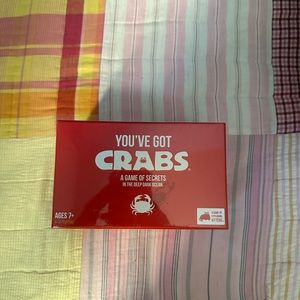 YOU'VE GOT
CRABS
A GAME OF SECRETS
IN THE DEEP DARK OCEAN
AGES 7+